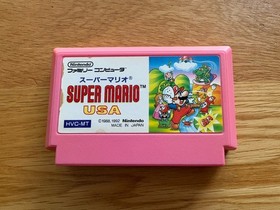 Nintendo
ファミリーコンピュータ
スーパーマリオ®
SUPER MARIO™
USA
©1988, 1992 Nintendo
MADE IN JAPAN
HVC-MT